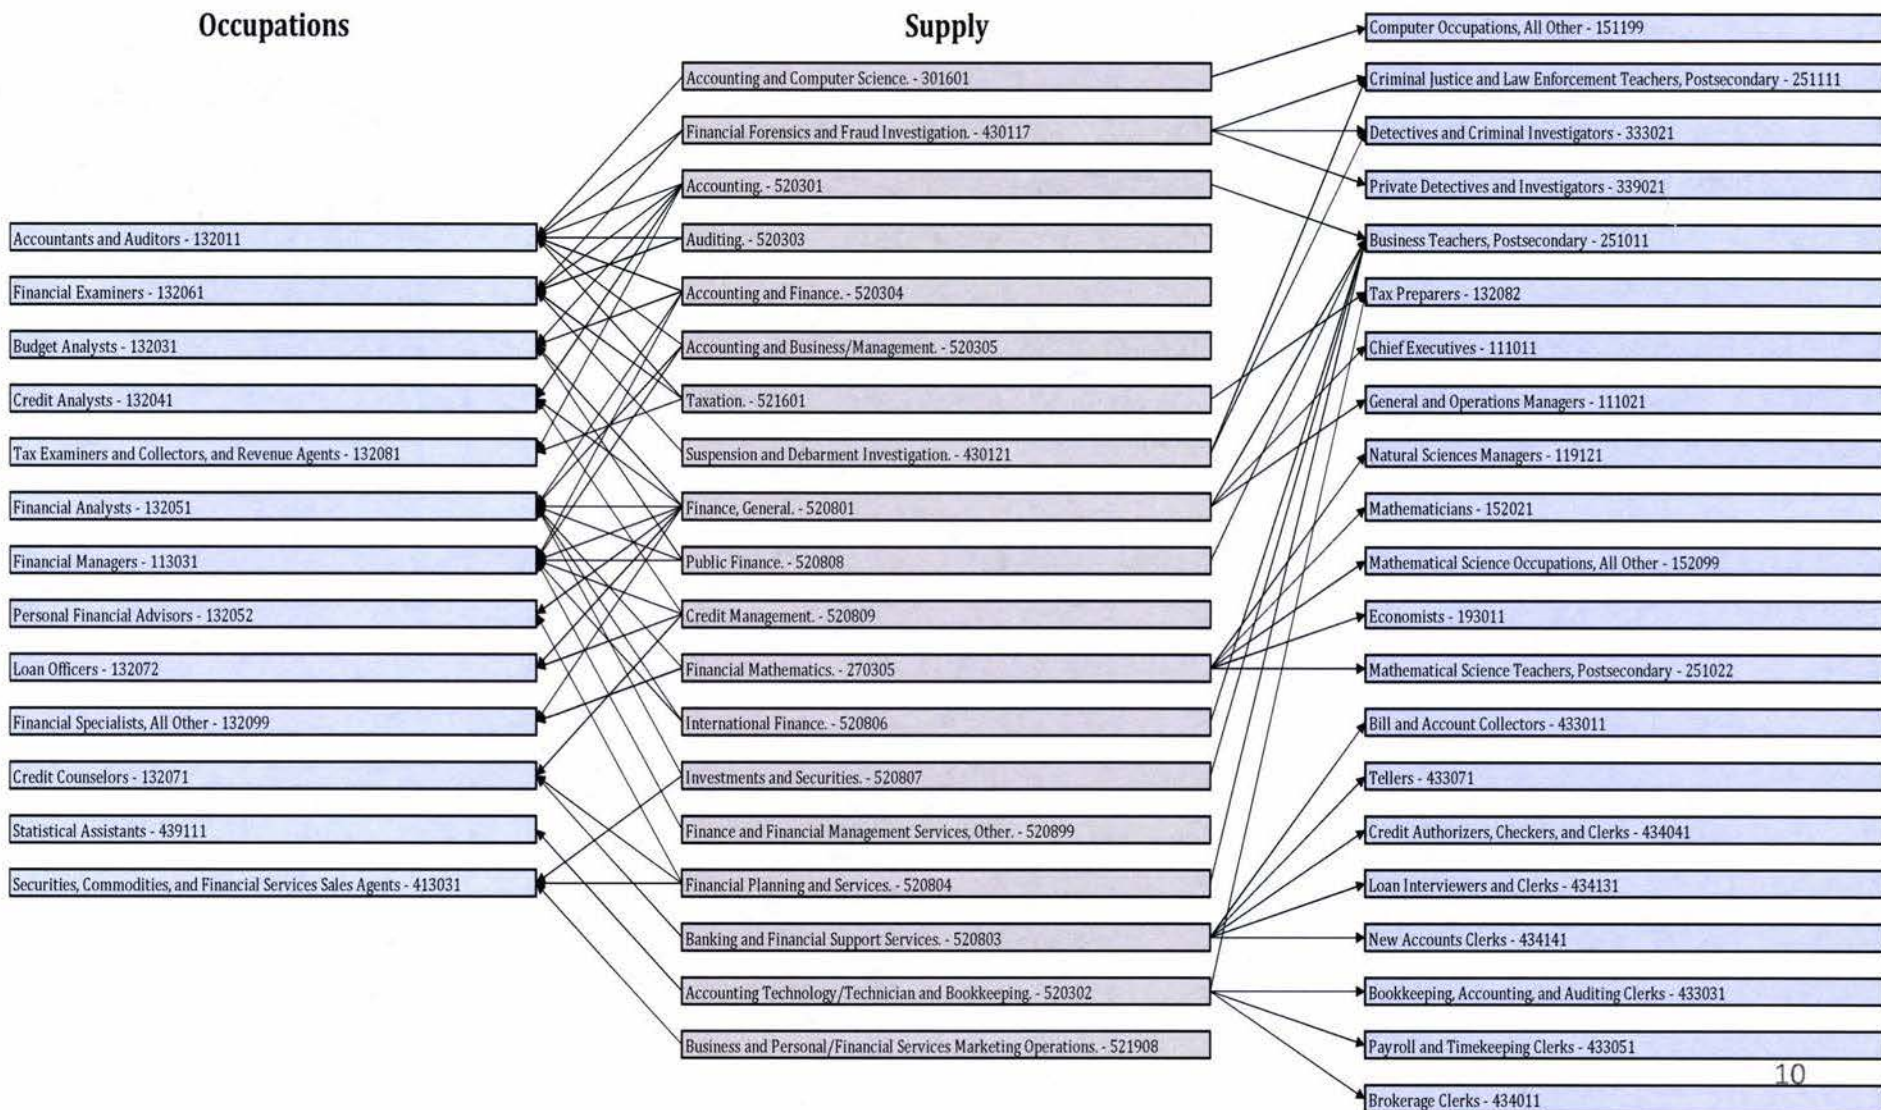 Occupations
Supply
Accountants and Auditors - 132011
Financial Examiners - 132061
Budget Analysts - 132031
Credit Analysts - 132041
Tax Examiners and Collectors, and Revenue Agents - 132081
Financial Analysts - 132051
Financial Managers - 113031
Personal Financial Advisors - 132052
Loan Officers - 132072
Financial Specialists, All Other - 132099
Credit Counselors - 132071
Statistical Assistants - 439111
Securities, Commodities, and Financial Services Sales Agents - 413031
Accounting and Computer Science. - 301601
Financial Forensics and Fraud Investigation. - 430117
Accounting. - 520301
Auditing. - 520303
Accounting and Finance. - 520304
Accounting and Business/Management. - 520305
Taxation. - 521601
Suspension and Debarment Investigation. - 430121
Finance, General. - 520801
Public Finance. - 520808
Credit Management. - 520809
Financial Mathematics. - 270305
International Finance. - 520806
Investments and Securities. - 520807
Finance and Financial Management Services, Other. - 520899
Financial Planning and Services. - 520804
Banking and Financial Support Services. - 520803
Accounting Technology/Technician and Bookkeeping. - 520302
Business and Personal/Financial Services Marketing Operations. - 521908
Computer Occupations, All Other - 151199
Criminal Justice and Law Enforcement Teachers, Postsecondary - 251111
Detectives and Criminal Investigators - 333021
Private Detectives and Investigators - 339021
Business Teachers, Postsecondary - 251011
Tax Preparers - 132082
Chief Executives - 111011
General and Operations Managers - 111021
Natural Sciences Managers - 119121
Mathematicians - 152021
Mathematical Science Occupations, All Other - 152099
Economists - 193011
Mathematical Science Teachers, Postsecondary - 251022
Bill and Account Collectors - 433011
Tellers - 433071
Credit Authorizers, Checkers, and Clerks - 434041
Loan Interviewers and Clerks - 434131
New Accounts Clerks - 434141
Bookkeeping, Accounting, and Auditing Clerks - 433031
Payroll and Timekeeping Clerks - 433051
Brokerage Clerks - 434011
10